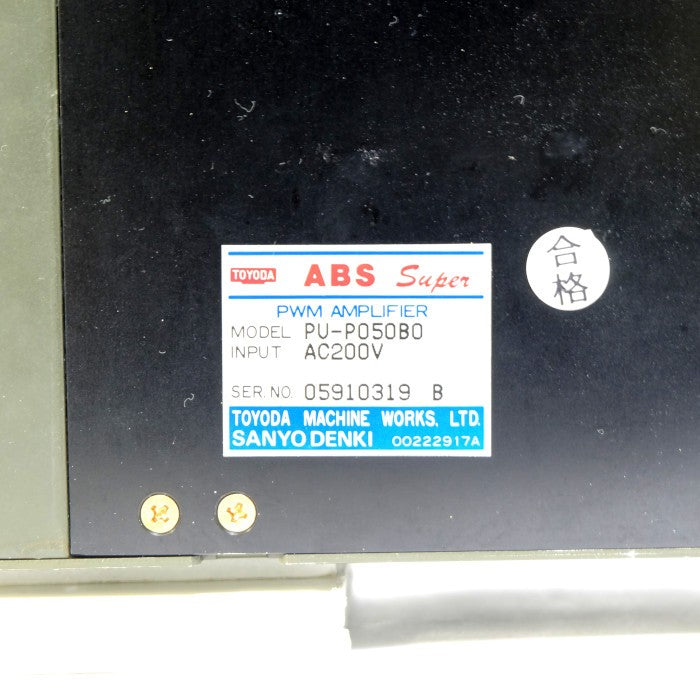 TOYODA ABS Super
PWM AMPLIFIER
MODEL PV-P050B0
INPUT AC200V
SER.NO. 05910319 B
TOYODA MACHINE WORKS, LTD.
SANYO DENKI 00222917A
合格